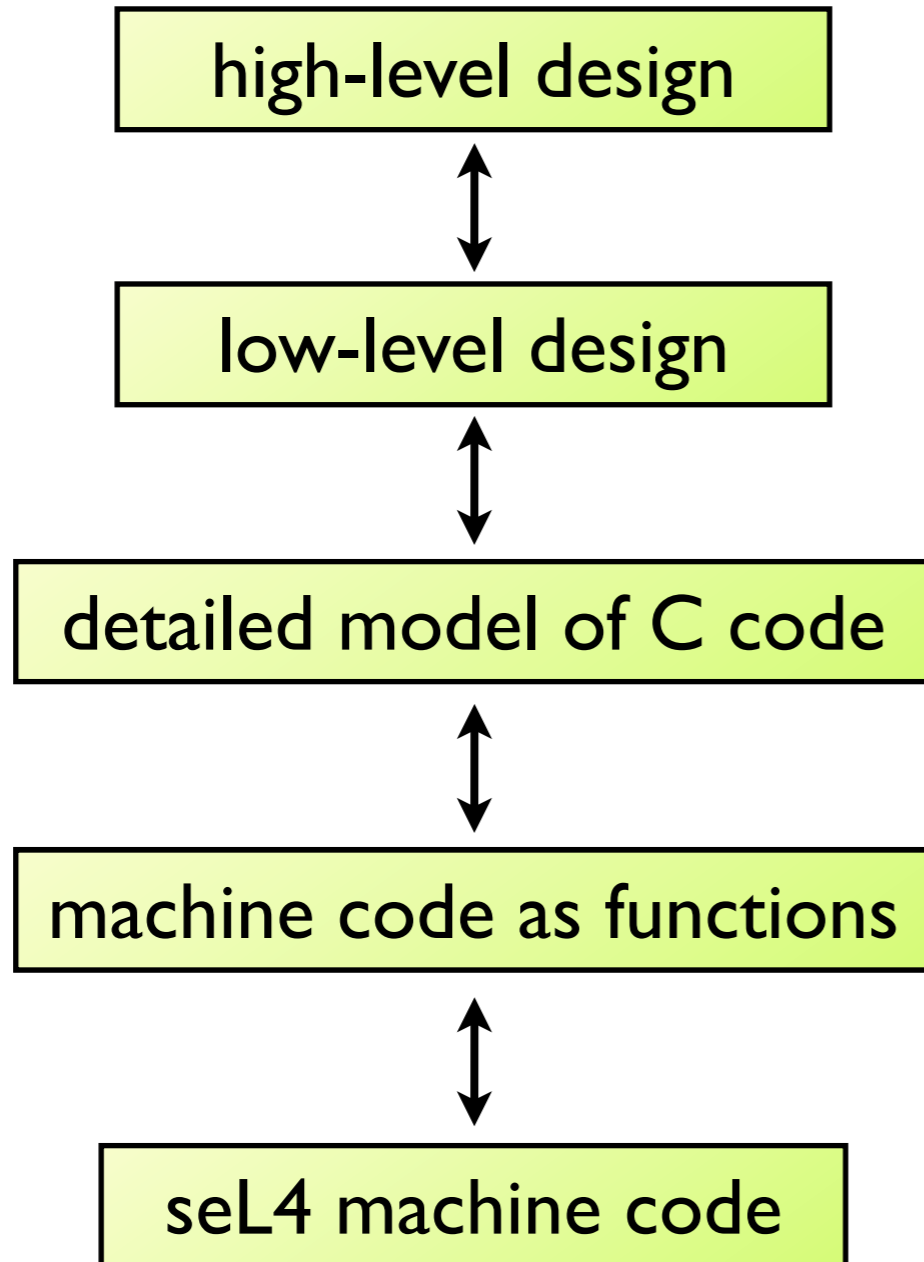 high-level design
low-level design
detailed model of C code
machine code as functions
seL4 machine code